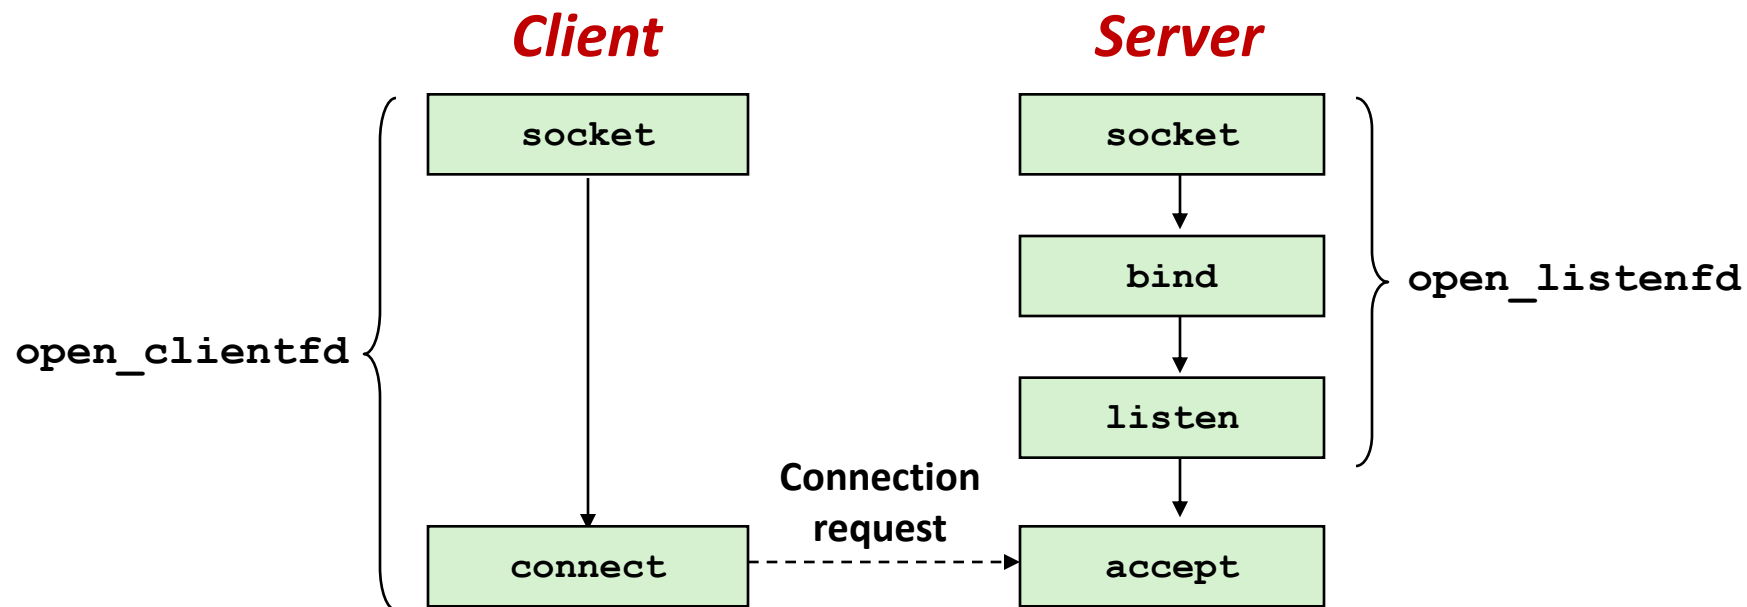 Client
Server
socket
socket
bind
open_listenfd
open_clientfd
listen
Connection
request
connect
accept